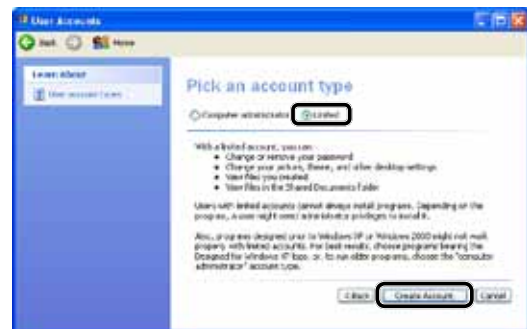 User Accounts
Back Home
Learn About
User account types
Pick an account type
Computer administrator Limited
With a limited account, you can:
• Change or remove your password
• Change your picture, theme, and other desktop settings
• View files you created
• View files in the Shared Documents folder
Users with limited accounts cannot always install programs. Depending on the
program, a user might need administrator privileges to install it.
Also, programs designed prior to Windows XP or Windows 2000 might not work
properly with limited accounts. For best results, choose programs bearing the
Designed for Windows XP logo, or, to run older programs, choose the "computer
administrator" account type.
< Back Create Account Cancel